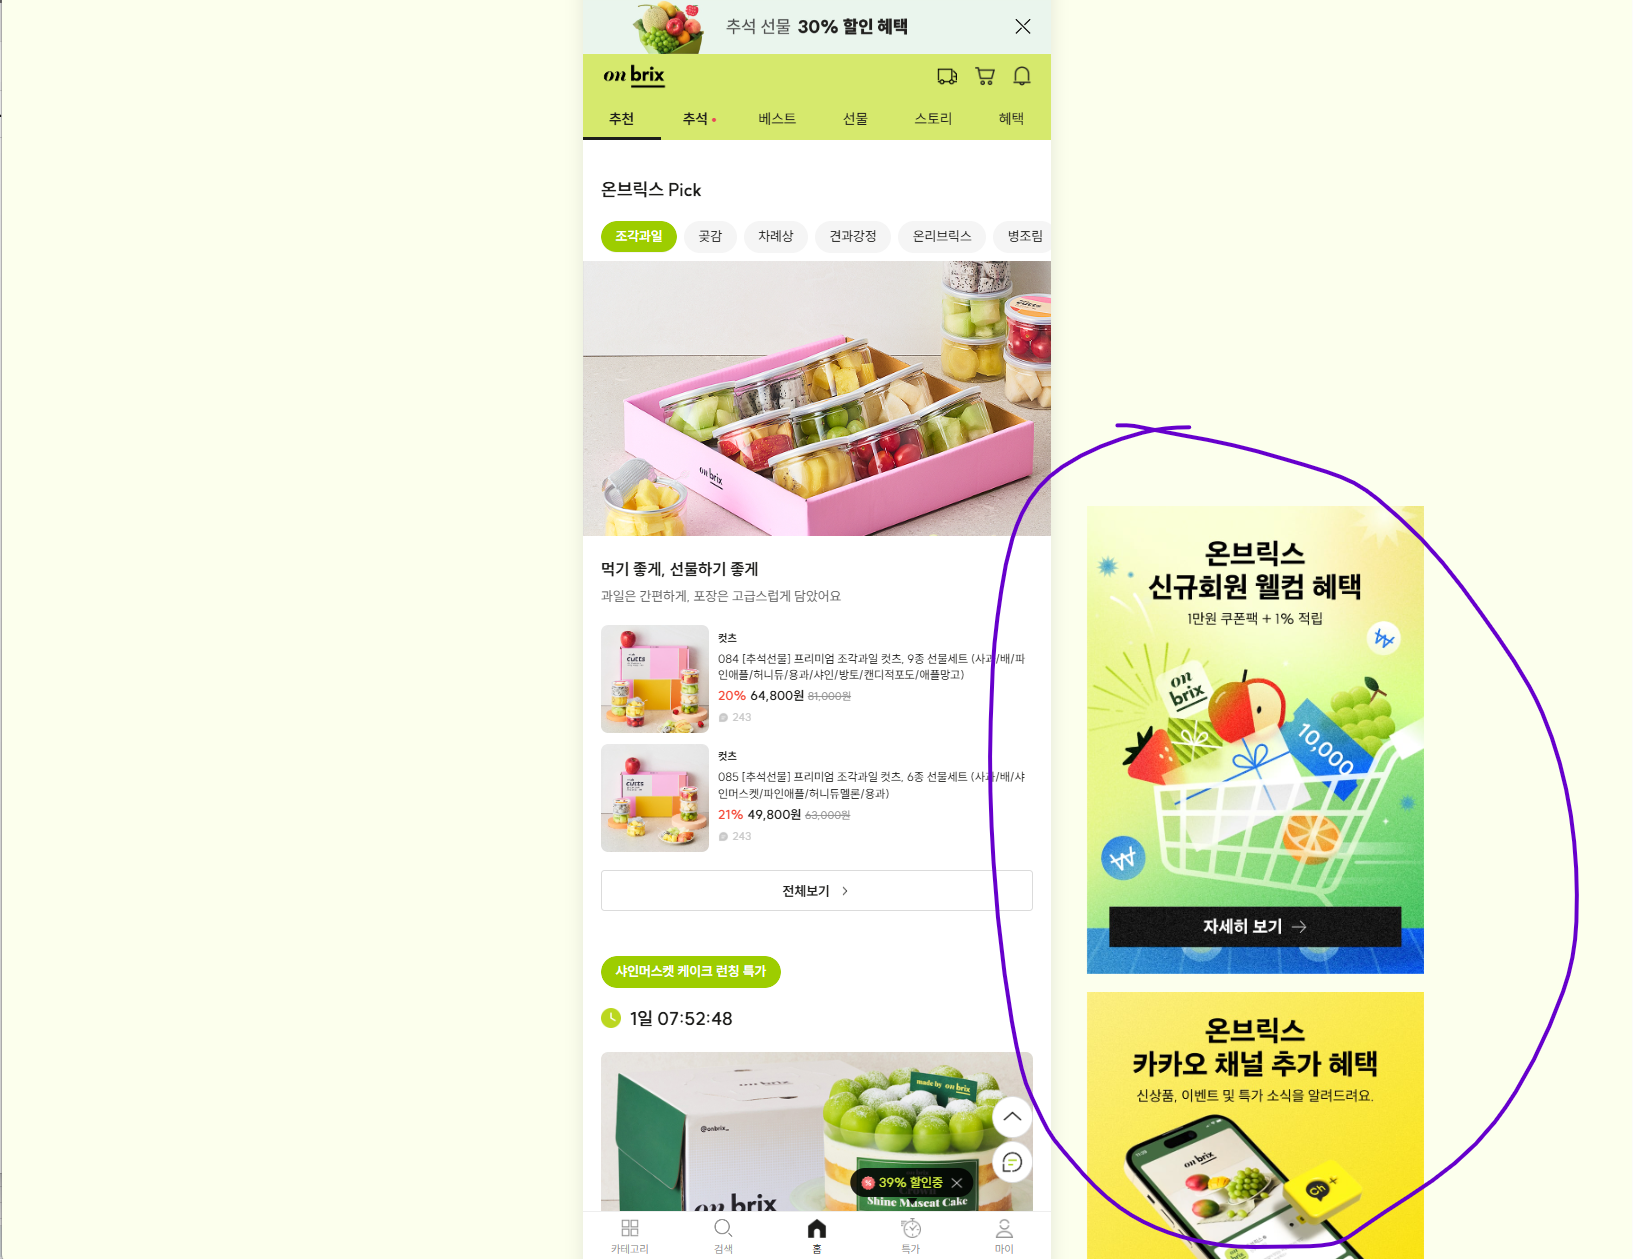 추석 선물 30% 할인 혜택
on brix
추천
추석
베스트
선물
스토리
혜택
온브릭스 Pick
조각과일
곶감
차례상
견과강정
온리브릭스
병조림
on brix
먹기 좋게, 선물하기 좋게
과일은 간편하게, 포장은 고급스럽게 담았어요
컷츠
084 [추석선물] 프리미엄 조각과일 컷츠, 9종 선물세트 (사과/배/파
인애플/허니듀/용과/샤인/방토/캔디적포도/애플망고)
20% 64,800원 81,000원
243
컷츠
085 [추석선물] 프리미엄 조각과일 컷츠, 6종 선물세트 (사과/배/샤
인머스켓/파인애플/허니듀멜론/용과)
21% 49,800원 63,000원
243
전체보기
샤인머스켓 케이크 런칭 특가
1일 07:52:48
made by on brix
@onbrix_
on brix
Shine Muscat Cake
39% 할인중
카테고리
검색
홈
특가
마이
온브릭스
신규회원 웰컴 혜택
1만원 쿠폰팩 + 1% 적립
on
brix
10,000
자세히 보기
온브릭스
카카오 채널 추가 혜택
신상품, 이벤트 및 특가 소식을 알려드려요.
on brix
Ch+